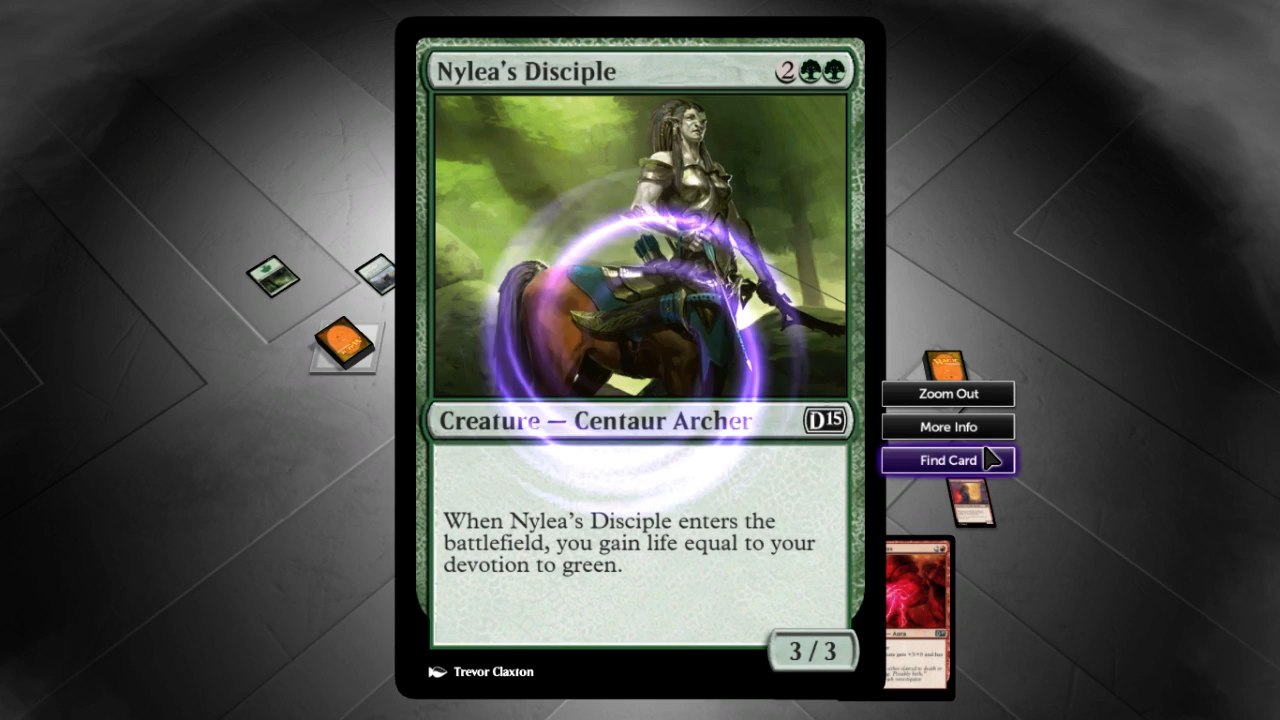 Nylea's Disciple
2
Creature — Centaur Archer
D15
When Nylea's Disciple enters the
battlefield, you gain life equal to your
devotion to green.
3 / 3
Trevor Claxton
Zoom Out
More Info
Find Card
— Aura